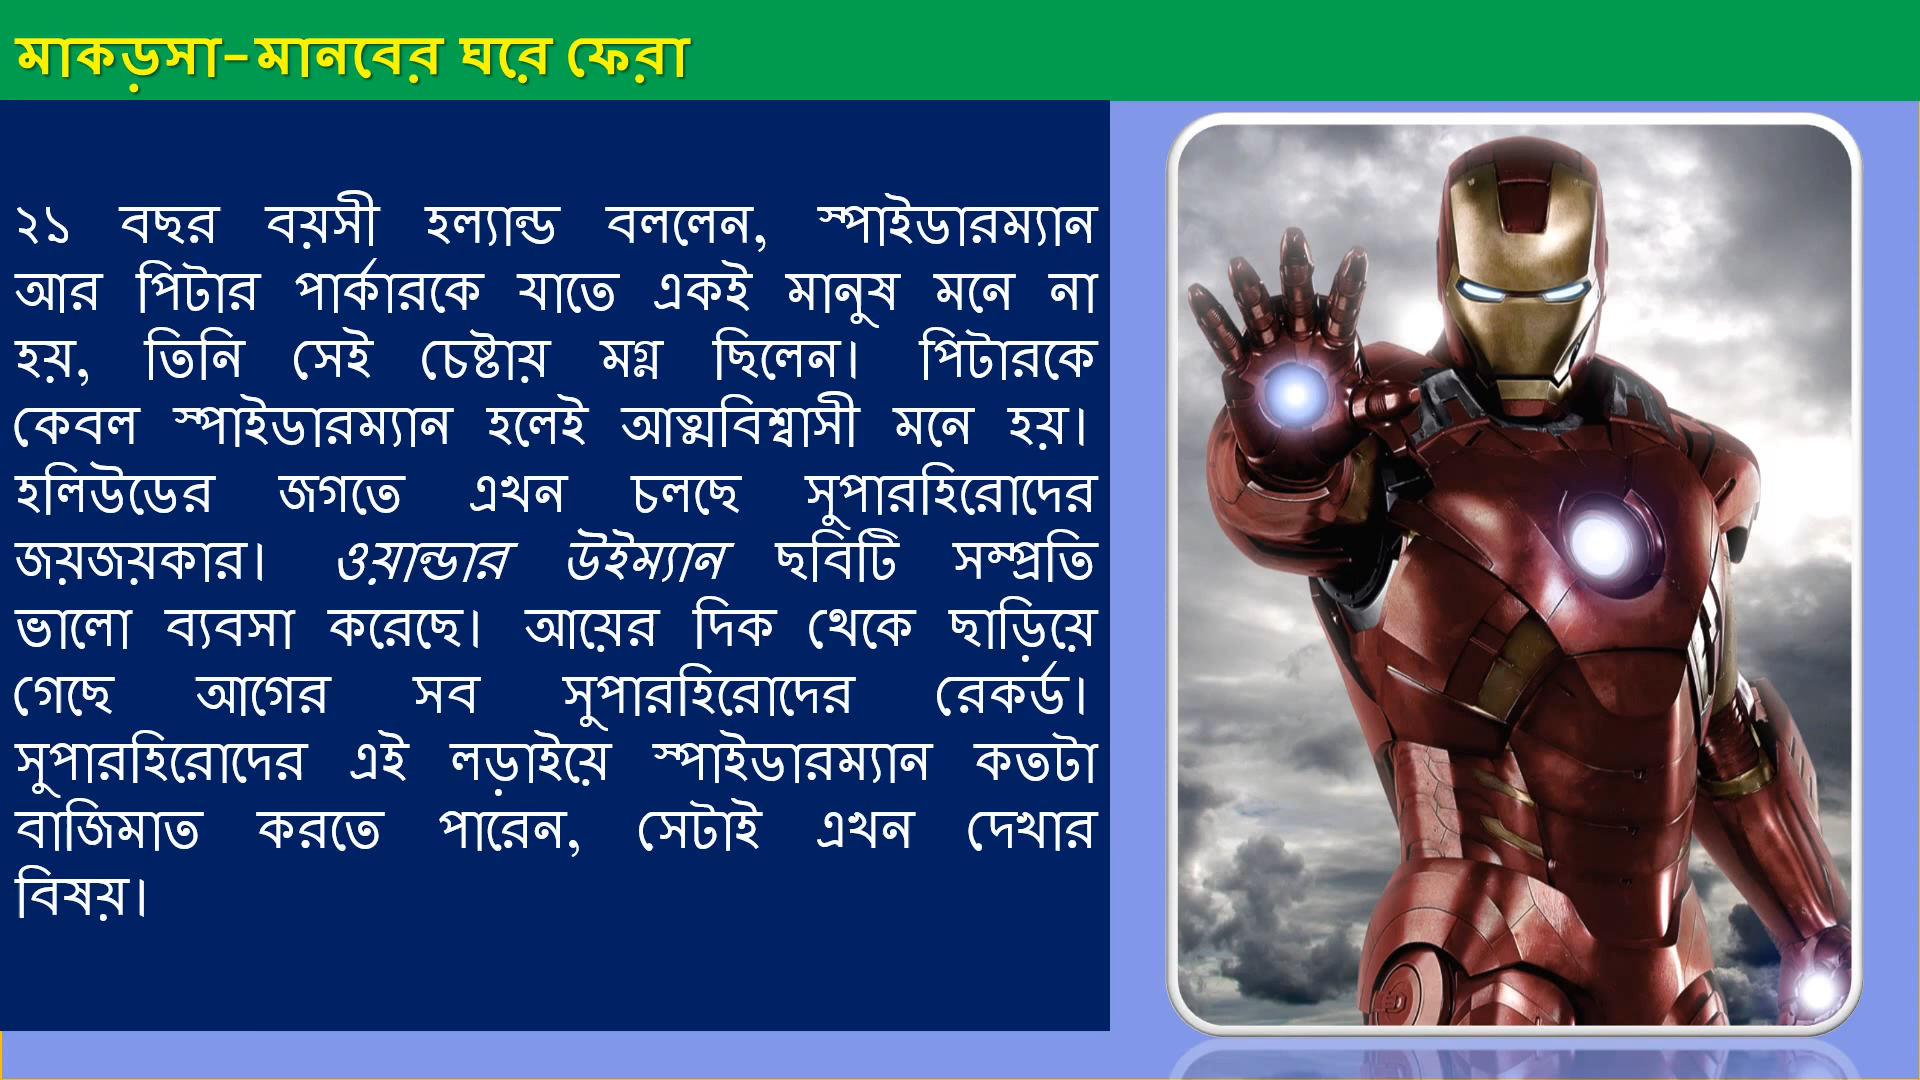 মাকড়সা-মানবের ঘরে ফেরা
২১ বছর বয়সী হল্যান্ড বললেন, স্পাইডারম্যান
আর পিটার পার্কারকে যাতে একই মানুষ মনে না
হয়, তিনি সেই চেষ্টায় মগ্ন ছিলেন। পিটারকে
কেবল স্পাইডারম্যান হলেই আত্মবিশ্বাসী মনে হয়।
হলিউডের জগতে এখন চলছে সুপারহিরোদের
জয়জয়কার। ওয়ান্ডার উইম্যান ছবিটি সম্প্রতি
ভালো ব্যবসা করেছে। আয়ের দিক থেকে ছাড়িয়ে
গেছে আগের সব সুপারহিরোদের রেকর্ড।
সুপারহিরোদের এই লড়াইয়ে স্পাইডারম্যান কতটা
বাজিমাত করতে পারেন, সেটাই এখন দেখার
বিষয়।